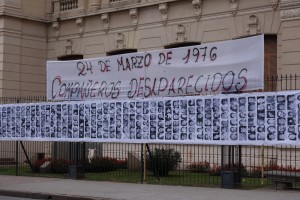 24 DE MARZO DE 1976
COMPAÑEROS DESAPARECIDOS